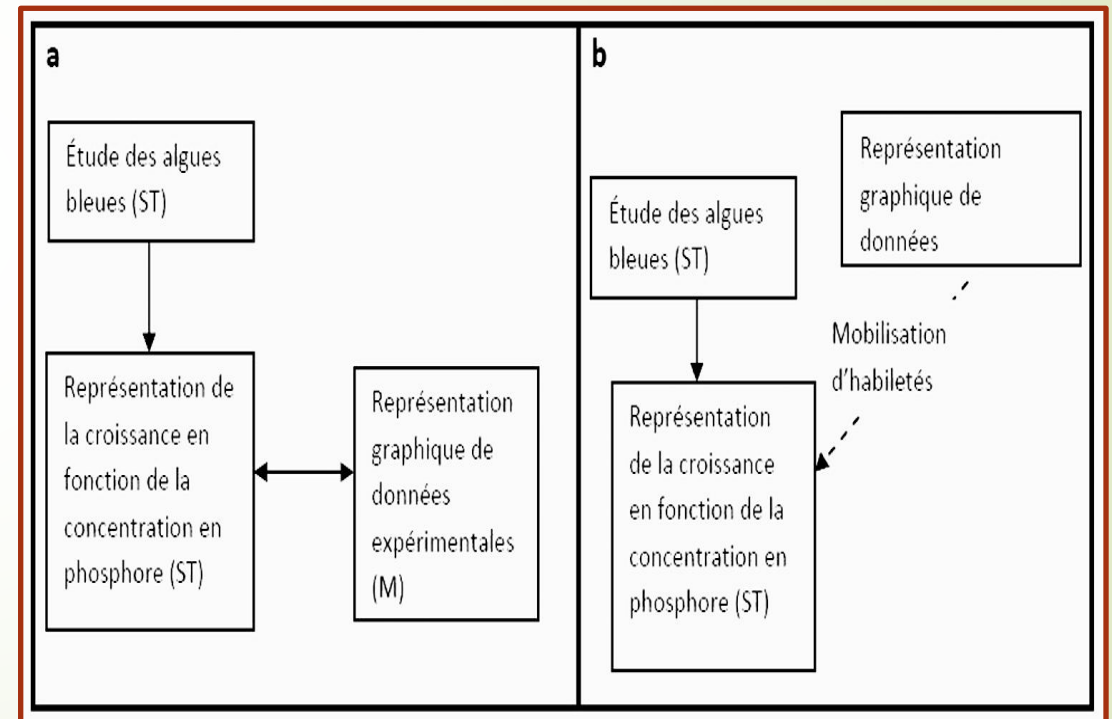 a
Étude des algues
bleues (ST)
Représentation de
la croissance en
fonction de la
concentration en
phosphore (ST)
Représentation
graphique de
données
expérimentales
(M)
b
Étude des algues
bleues (ST)
Représentation
graphique de
données
Mobilisation
d'habiletés
Représentation
de la croissance
en fonction de la
concentration en
phosphore (ST)